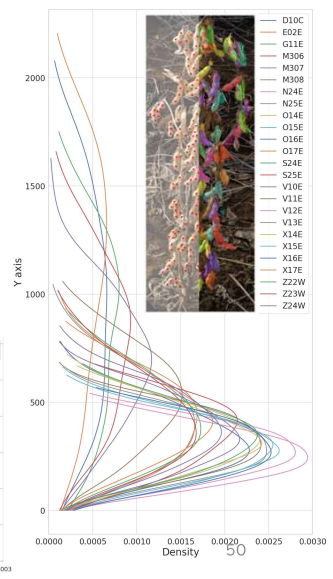 2000
1500
1000
500
0
Y axis
0.0000 0.0005 0.0010 0.0015 0.0020 0.0025 0.0030
Density
50
003
D10C
E02E
G11E
M306
M307
M308
N24E
N25E
O14E
O15E
O16E
O17E
S24E
S25E
V10E
V11E
V12E
V13E
X14E
X15E
X16E
X17E
Z22W
Z23W
Z24W